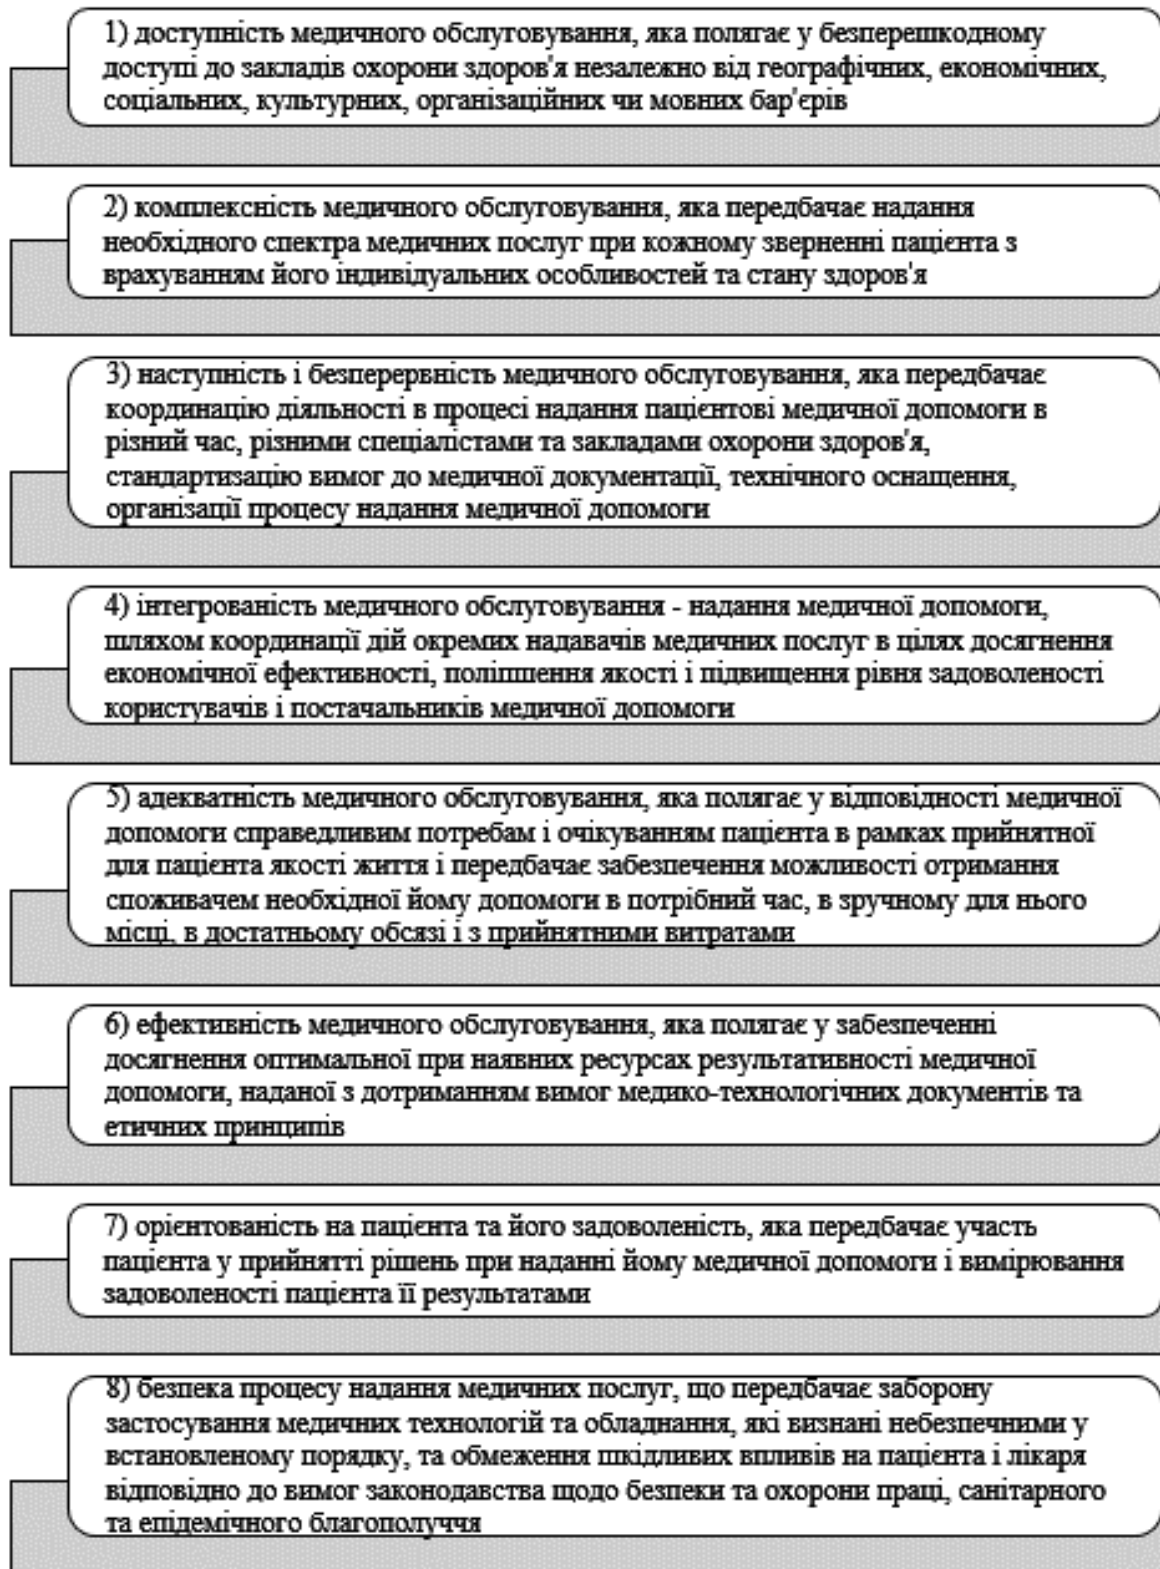 1) доступність медичного обслуговування, яка полягає у безперешкодному
доступі до закладів охорони здоров'я незалежно від географічних, економічних,
соціальних, культурних, організаційних чи мовних бар'єрів
2) комплексність медичного обслуговування, яка передбачає надання
необхідного спектра медичних послуг при кожному зверненні пацієнта з
врахуванням його індивідуальних особливостей та стану здоров'я
3) наступність і безперервність медичного обслуговування, яка передбачає
координацію діяльності в процесі надання пацієнтові медичної допомоги в
різний час, різними спеціалістами та закладами охорони здоров'я,
стандартизацію вимог до медичної документації, технічного оснащення,
організації процесу надання медичної допомоги
4) інтегрованість медичного обслуговування - надання медичної допомоги,
шляхом координації дій окремих надавачів медичних послуг в цілях досягнення
економічної ефективності, поліпшення якості і підвищення рівня задоволеності
користувачів і постачальників медичної допомоги
5) адекватність медичного обслуговування, яка полягає у відповідності медичної
допомоги справедливим потребам і очікуванням пацієнта в рамках прийнятної
для пацієнта якості життя і передбачає забезпечення можливості отримання
споживачем необхідної йому допомоги в потрібний час, в зручному для нього
місці, в достатньому обсязі і з прийнятними витратами
6) ефективність медичного обслуговування, яка полягає у забезпеченні
досягнення оптимальної при наявних ресурсах результативності медичної
допомоги, наданої з дотриманням вимог медико-технологічних документів та
етичних принципів
7) орієнтованість на пацієнта та його задоволеність, яка передбачає участь
пацієнта у прийнятті рішень при наданні йому медичної допомоги і вимірювання
задоволеності пацієнта її результатами
8) безпека процесу надання медичних послуг, що передбачає заборону
застосування медичних технологій та обладнання, які визнані небезпечними у
встановленому порядку, та обмеження шкідливих впливів на пацієнта і лікаря
відповідно до вимог законодавства щодо безпеки та охорони праці, санітарного
та епідемічного благополуччя